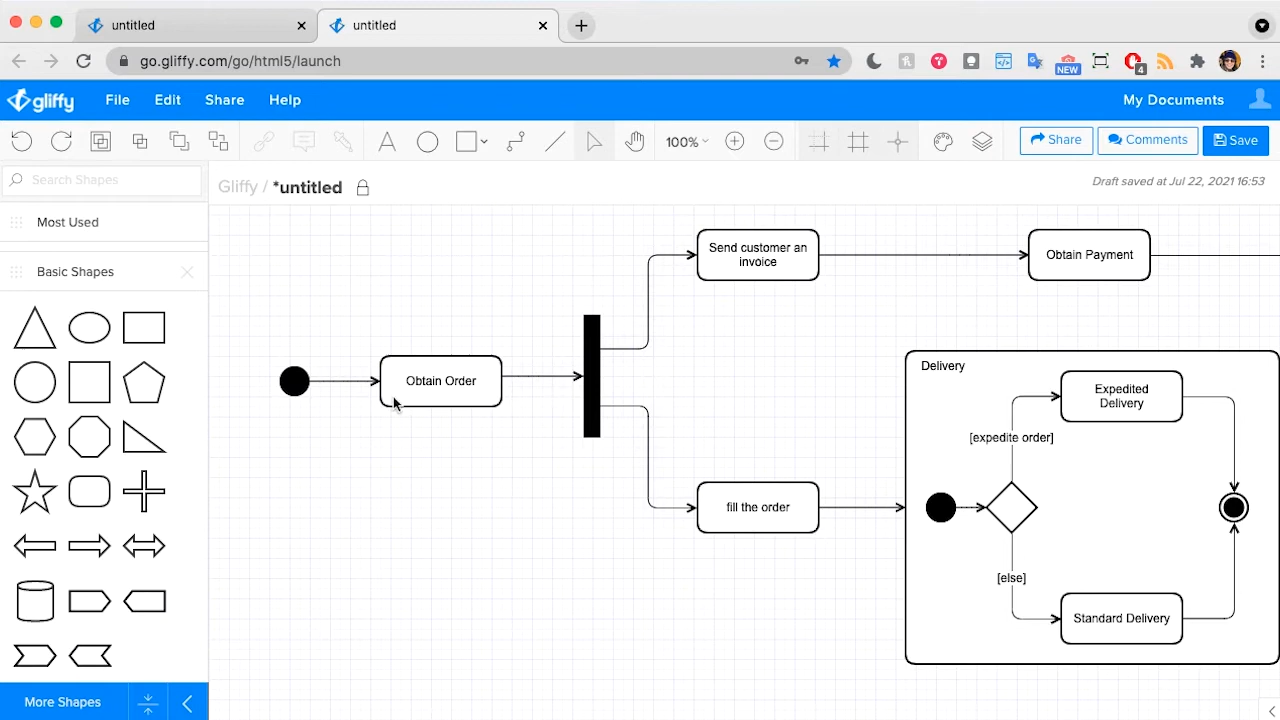 untitled
untitled
go.gliffy.com/go/html5/launch
NEW
4
gliffy
File
Edit
Share
Help
My Documents
100%
Share
Comments
Save
Search Shapes
Gliffy / *untitled
Draft saved at Jul 22, 2021 16:53
Most Used
Basic Shapes
Send customer an
invoice
Obtain Payment
Obtain Order
Delivery
Expedited
Delivery
[expedite order]
fill the order
[else]
Standard Delivery
More Shapes